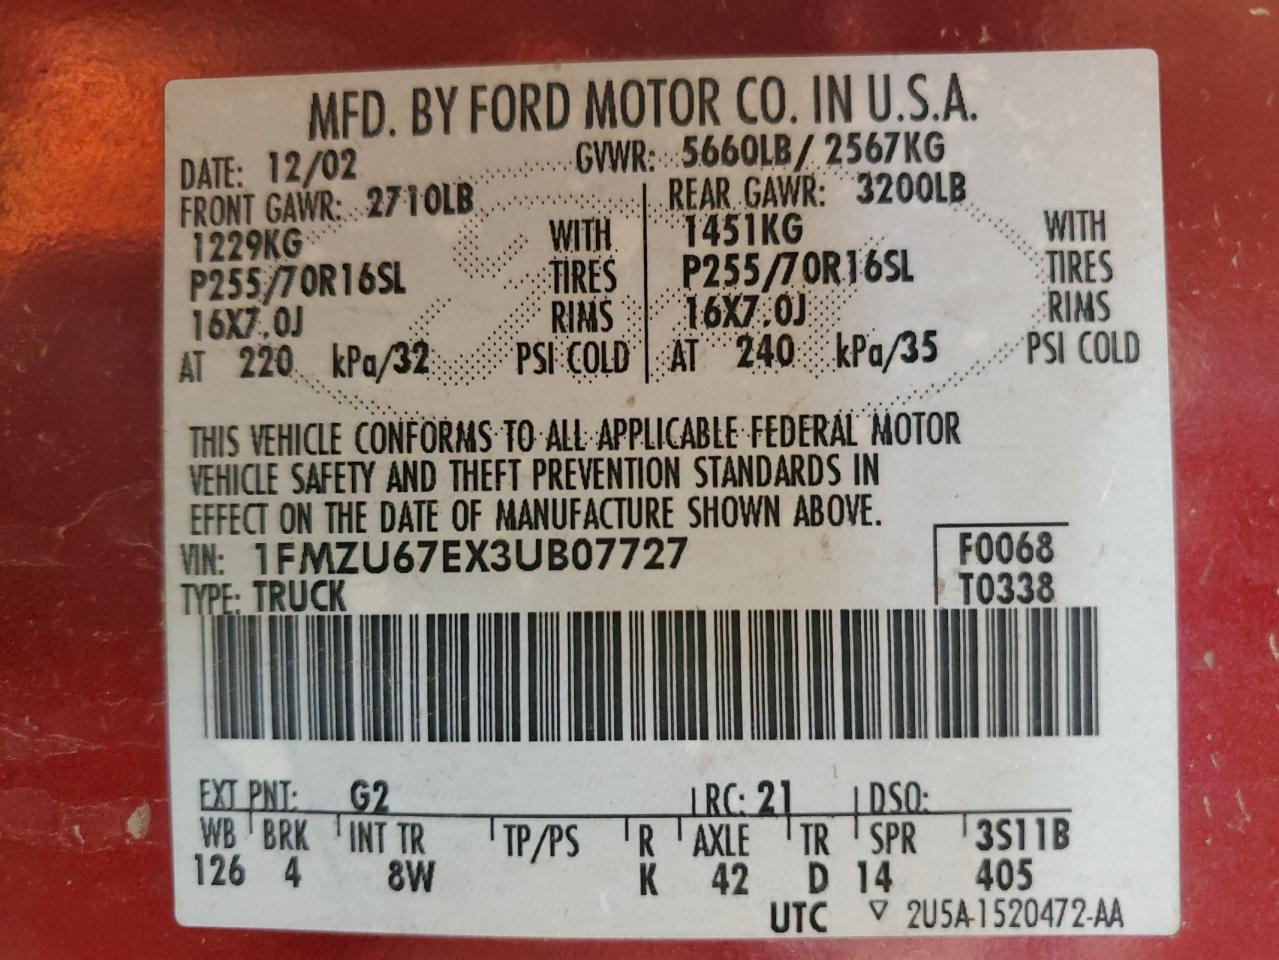 MFD. BY FORD MOTOR CO. IN U.S.A.
DATE: 12/02 GVWR: 5660LB/ 2567KG
FRONT GAWR: 2710LB REAR GAWR: 3200LB
1229KG WITH 1451KG WITH
P255/70R16SL TIRES P255/70R16SL TIRES
16X7.0J RIMS 16X7.0J RIMS
AT 220 kPa/32 PSI COLD AT 240 kPa/35 PSI COLD
THIS VEHICLE CONFORMS TO ALL APPLICABLE FEDERAL MOTOR
VEHICLE SAFETY AND THEFT PREVENTION STANDARDS IN
EFFECT ON THE DATE OF MANUFACTURE SHOWN ABOVE.
VIN: 1FMZU67EX3UB07727 F0068
TYPE: TRUCK T0338
EXT PNT: G2 RC: 21 DSO:
WB BRK INT TR TP/PS R AXLE TR SPR 3S11B
126 4 8W K 42 D 14 405
UTC ▽ 2U5A-1520472-AA